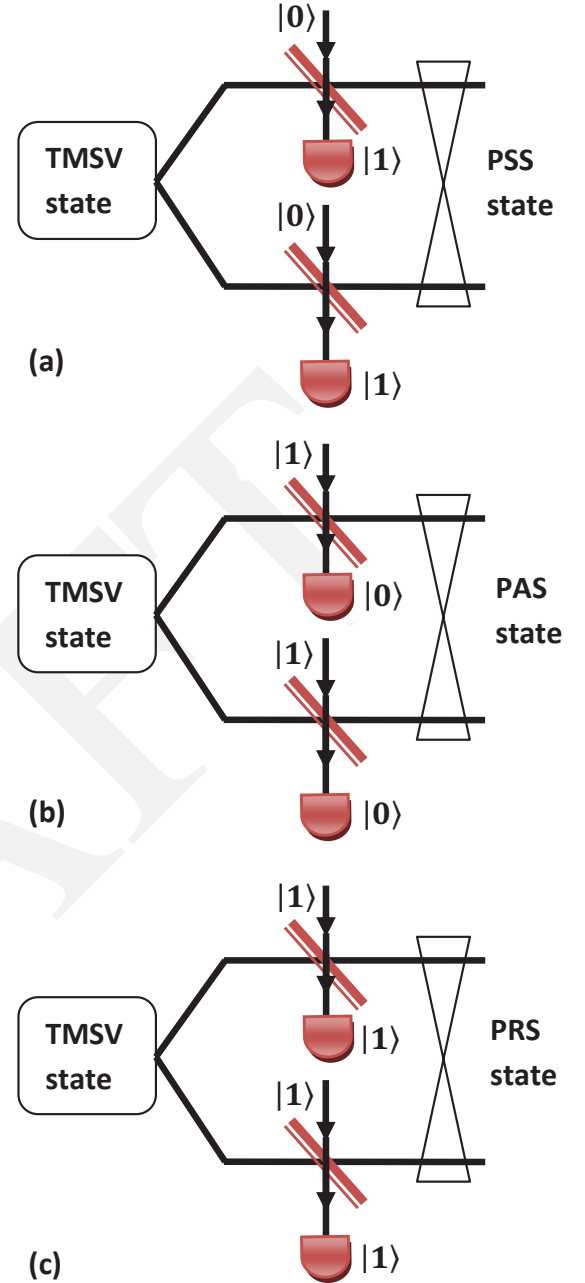 |0⟩
TMSV
state
|1⟩
PSS
state
|0⟩
|1⟩
(a)
|1⟩
TMSV
state
|0⟩
PAS
state
|1⟩
|0⟩
(b)
|1⟩
TMSV
state
|1⟩
PRS
state
|1⟩
|1⟩
(c)